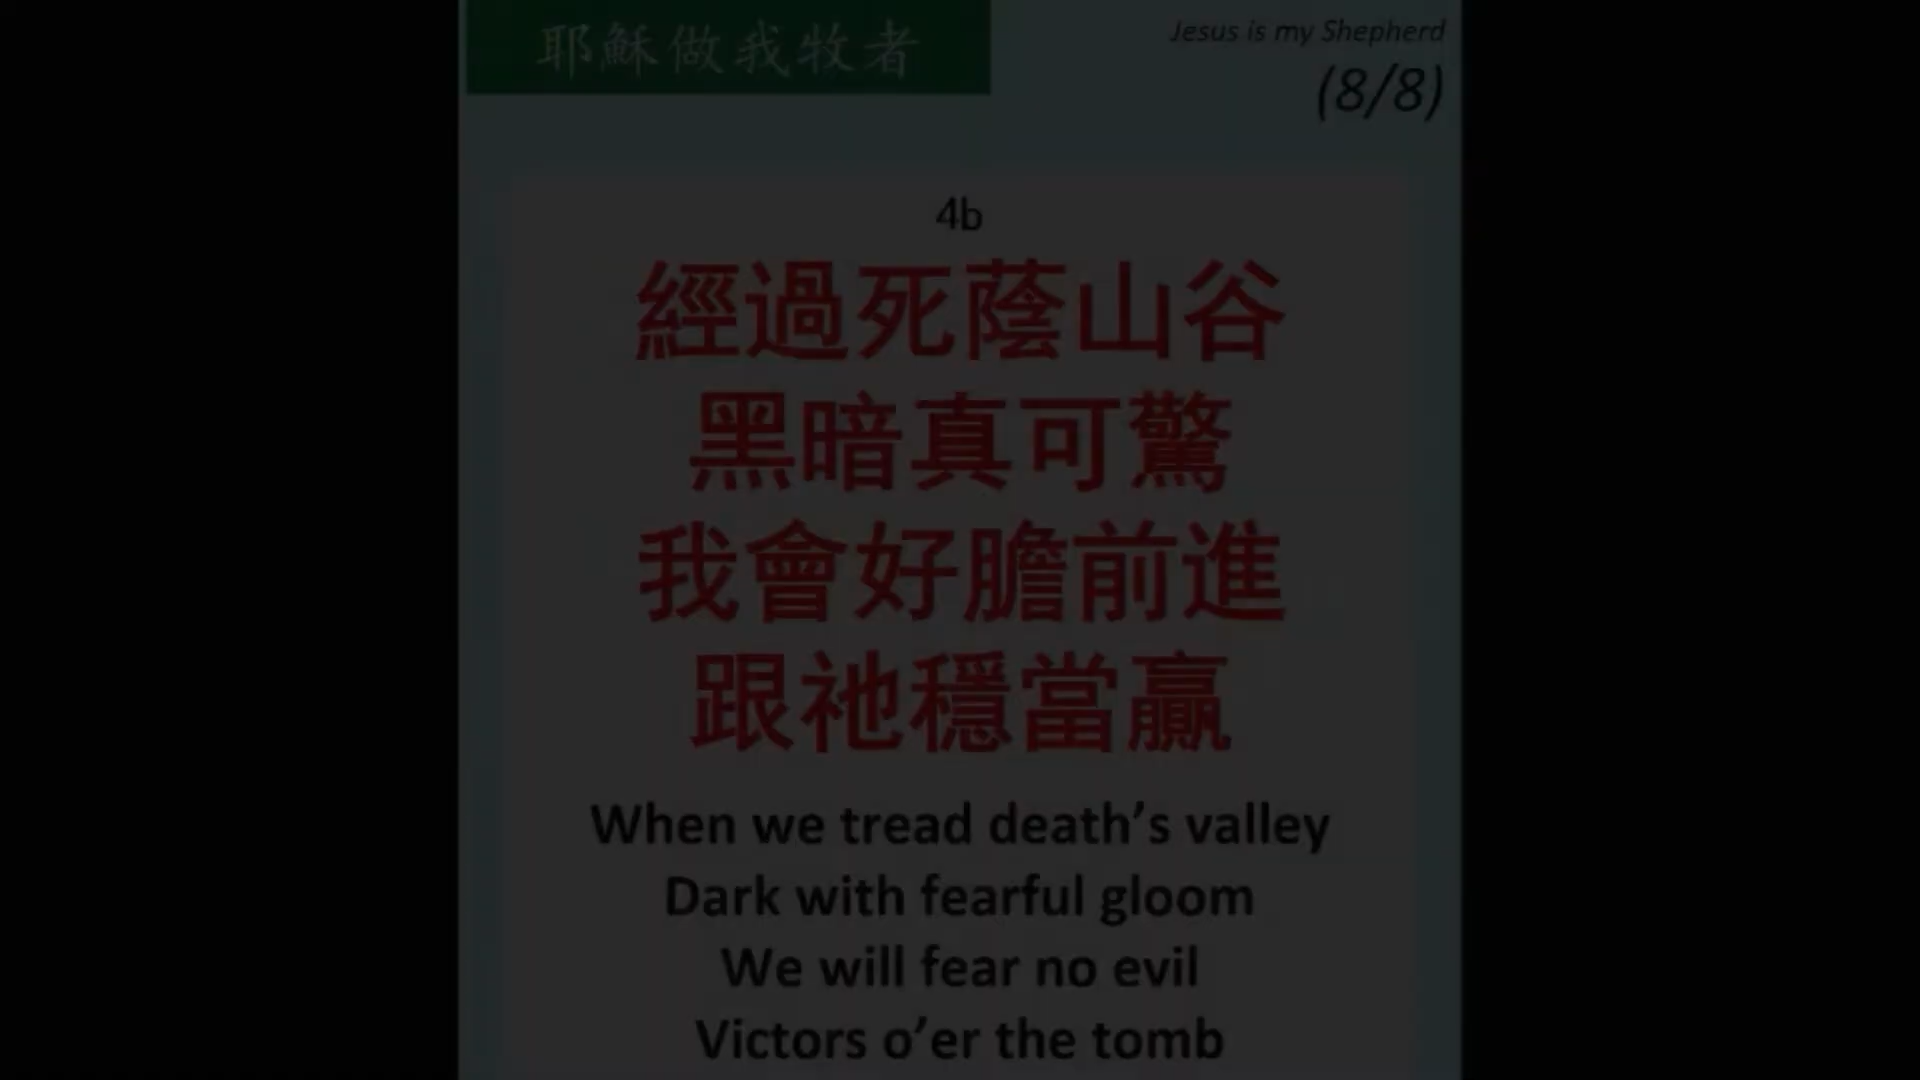 耶穌做我牧者
Jesus is my Shepherd
(8/8)
4b
經過死蔭山谷
黑暗真可驚
我會好膽前進
跟祂穩當贏
When we tread death’s valley
Dark with fearful gloom
We will fear no evil
Victors o’er the tomb